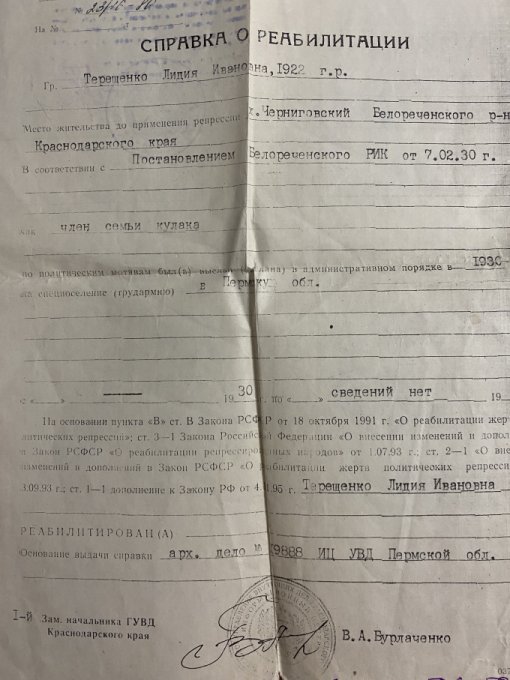 23/15-
На №
СПРАВКА О РЕАБИЛИТАЦИИ
Гр. Терещенко Лидия Ивановна, 1922 г.р.
Место жительства до применения репрессии х.Черниговский Белореченского р-н
Краснодарского края
В соответствии с Постановлением Белореченского РИК от 7.02.30 г.
как член семьи кулака
по политическим мотивам был(а) выслан в административном порядке в 1930
на спецпоселение (трудармию) в Пермскую обл.
с « — » 19 30 г. по « » сведений нет 19
На основании пункта «В» ст. В Закона РСФСР от 18 октября 1991 г. «О реабилитации жерт
литических репрессий»; ст. 3—1 Закона Российской Федерации «О внесении изменений и допол
в Закон РСФСР «О реабилитации репрессированных народов» от 1.07.93 г.; ст. 2—1 «О вне
изменений и дополнений в Закон РСФСР «О реабилитации жертв политических репрессий
3.09.93 г.; ст. 1—1 дополнение к Закону РФ от 4. 1.95 г. Терещенко Лидия Ивановна
РЕАБИЛИТИРОВАН(А)
Основание выдачи справки арх. дело № 19888 ИЦ УВД Пермской обл.
I-й Зам. начальника ГУВД
Краснодарского края
В.А.Бурлаченко